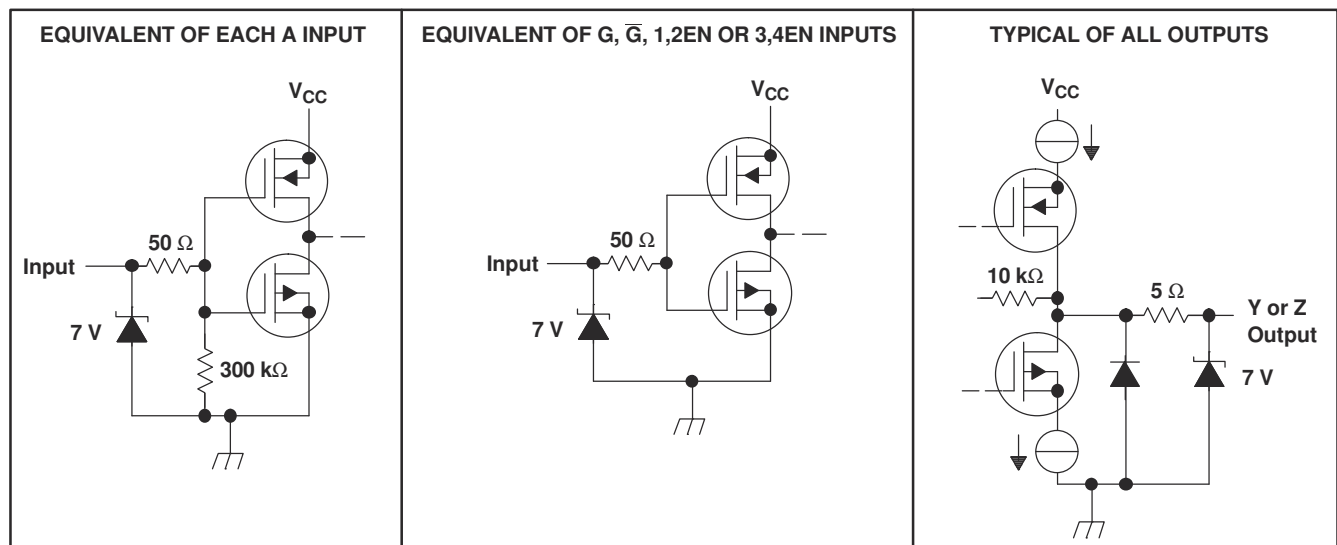 EQUIVALENT OF EACH A INPUT
VCC
50 Ω
Input
7 V
300 kΩ
EQUIVALENT OF G, G̅, 1,2EN OR 3,4EN INPUTS
VCC
50 Ω
Input
7 V
TYPICAL OF ALL OUTPUTS
VCC
10 kΩ
5 Ω
Y or Z
Output
7 V